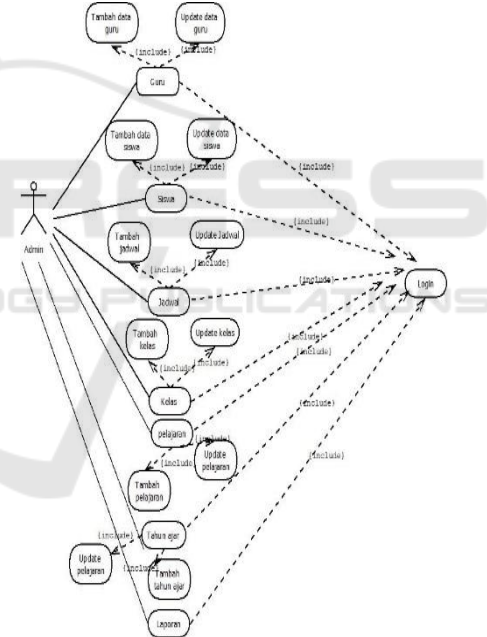 Tambah data
guru
Update data
guru
{include}
{include}
Guru
Tambah data
siswa
Update data
siswa
{include}
{include}
{include}
Siswa
{include}
Admin
Tambah
jadwal
Update Jadwal
{include}
{include}
Jadwal
{include}
Login
Tambah
kelas
Update kelas
{include}
{include}
{include}
{include}
Kelas
{include}
pelajaran
{include}
Update
pelajaran
{include}
{include}
Tambah
pelajaran
{include}
Tahun ajar
Update
pelajaran
{include}
Tambah
tahun ajar
Laporan